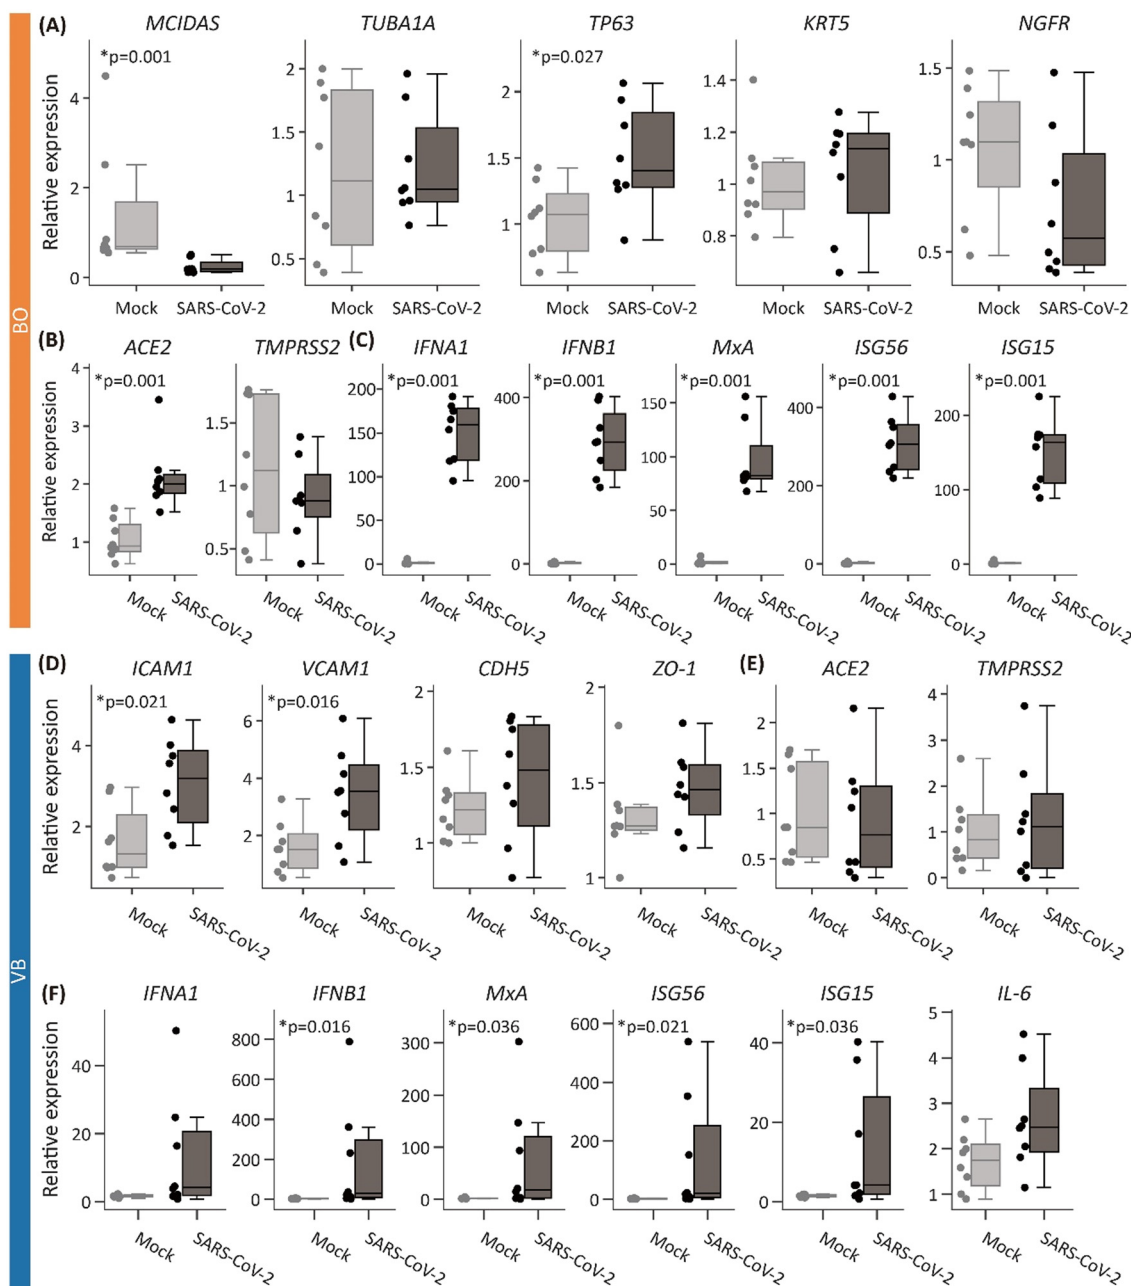 BO
(A) MCIDAS TUBA1A TP63 KRT5 NGFR
*p=0.001 *p=0.027
Relative expression
4 2 0
2 1.5 1 0.5
2 1.5 1
1.4 1.2 1.0 0.8
1.5 1 0.5
Mock SARS-CoV-2 Mock SARS-CoV-2 Mock SARS-CoV-2 Mock SARS-CoV-2 Mock SARS-CoV-2
(B) ACE2 TMPRSS2 (C) IFNA1 IFNB1 MxA ISG56 ISG15
*p=0.001 *p=0.001 *p=0.001 *p=0.001 *p=0.001 *p=0.001
Relative expression
4 3 2 1
1.5 1 0.5
200 150 100 50 0
400 200 0
150 100 50 0
400 200 0
200 100 0
Mock SARS-CoV-2 Mock SARS-CoV-2 Mock SARS-CoV-2 Mock SARS-CoV-2 Mock SARS-CoV-2 Mock SARS-CoV-2 Mock SARS-CoV-2
VB
(D) ICAM1 VCAM1 CDH5 ZO-1 (E) ACE2 TMPRSS2
*p=0.021 *p=0.016
Relative expression
4 2
6 4 2 0
2 1.5 1
2 1.5 1
2 1.5 1 0.5
4 3 2 1 0
Mock SARS-CoV-2 Mock SARS-CoV-2 Mock SARS-CoV-2 Mock SARS-CoV-2 Mock SARS-CoV-2 Mock SARS-CoV-2
(F) IFNA1 IFNB1 MxA ISG56 ISG15 IL-6
*p=0.016 *p=0.036 *p=0.021 *p=0.036
Relative expression
40 20 0
800 600 400 200 0
300 200 100 0
600 400 200 0
40 20 0
5 4 3 2 1
Mock SARS-CoV-2 Mock SARS-CoV-2 Mock SARS-CoV-2 Mock SARS-CoV-2 Mock SARS-CoV-2 Mock SARS-CoV-2